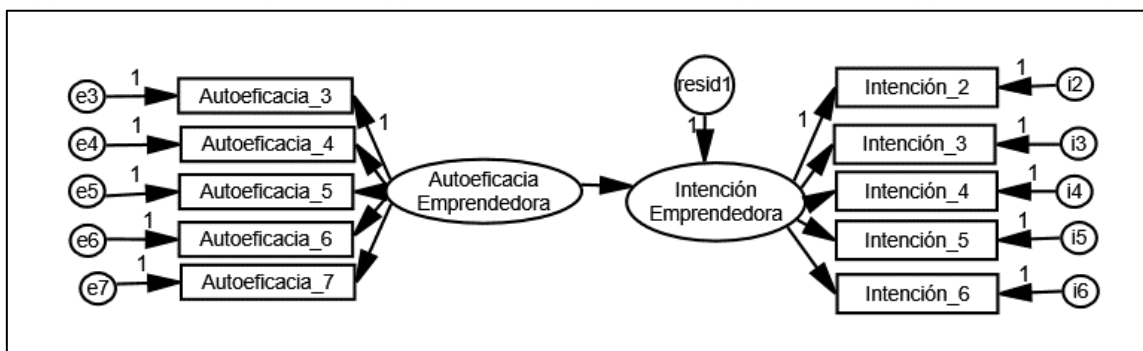 e3
1
Autoeficacia_3
1
e4
1
Autoeficacia_4
e5
1
Autoeficacia_5
e6
1
Autoeficacia_6
e7
1
Autoeficacia_7
Autoeficacia
Emprendedora
resid1
1
Intención
Emprendedora
1
Intención_2
1
i2
Intención_3
1
i3
Intención_4
1
i4
Intención_5
1
i5
Intención_6
1
i6